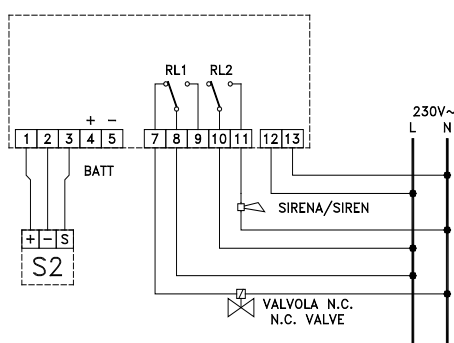 RL1 RL2
+ −
1 2 3 4 5 7 8 9 10 11 12 13
BATT
230V~
L N
SIRENA/SIREN
+ − S
S2
VALVOLA N.C.
N.C. VALVE